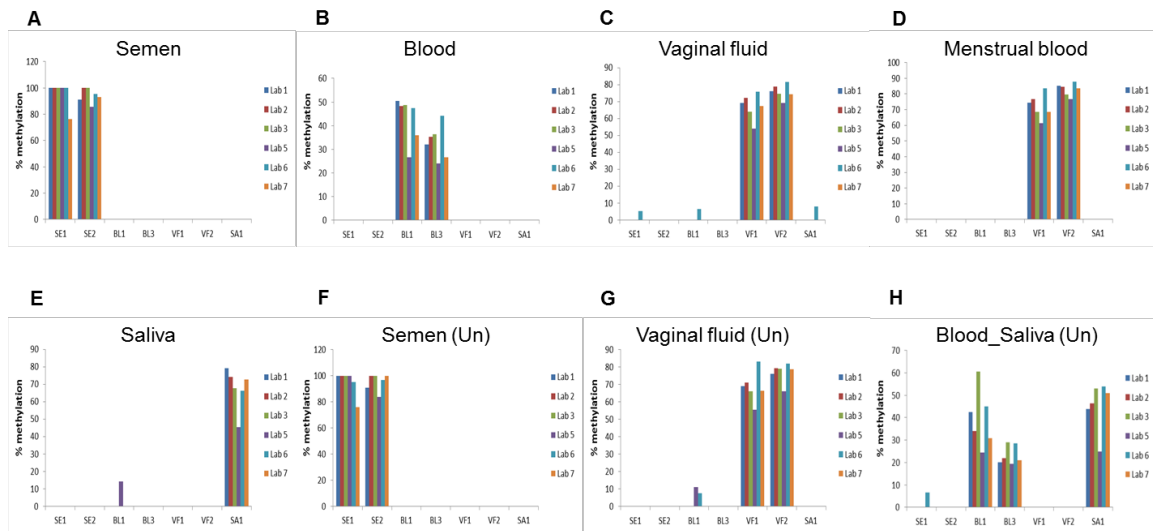 A
Semen
% methylation
120
100
80
60
40
20
0
SE1 SE2 BL1 BL3 VF1 VF2 SA1
Lab 1
Lab 2
Lab 3
Lab 5
Lab 6
Lab 7
B
Blood
% methylation
60
50
40
30
20
10
0
SE1 SE2 BL1 BL3 VF1 VF2 SA1
Lab 1
Lab 2
Lab 3
Lab 5
Lab 6
Lab 7
C
Vaginal fluid
% methylation
90
80
70
60
50
40
30
20
10
0
SE1 SE2 BL1 BL3 VF1 VF2 SA1
Lab 1
Lab 2
Lab 3
Lab 5
Lab 6
Lab 7
D
Menstrual blood
% methylation
100
90
80
70
60
50
40
30
20
10
0
SE1 SE2 BL1 BL3 VF1 VF2 SA1
Lab 1
Lab 2
Lab 3
Lab 5
Lab 6
Lab 7
E
Saliva
% methylation
90
80
70
60
50
40
30
20
10
0
SE1 SE2 BL1 BL3 VF1 VF2 SA1
Lab 1
Lab 2
Lab 3
Lab 5
Lab 6
Lab 7
F
Semen (Un)
% methylation
120
100
80
60
40
20
0
SE1 SE2 BL1 BL3 VF1 VF2 SA1
Lab 1
Lab 2
Lab 3
Lab 5
Lab 6
Lab 7
G
Vaginal fluid (Un)
% methylation
90
80
70
60
50
40
30
20
10
0
SE1 SE2 BL1 BL3 VF1 VF2 SA1
Lab 1
Lab 2
Lab 3
Lab 5
Lab 6
Lab 7
H
Blood_Saliva (Un)
% methylation
70
60
50
40
30
20
10
0
SE1 SE2 BL1 BL3 VF1 VF2 SA1
Lab 1
Lab 2
Lab 3
Lab 5
Lab 6
Lab 7